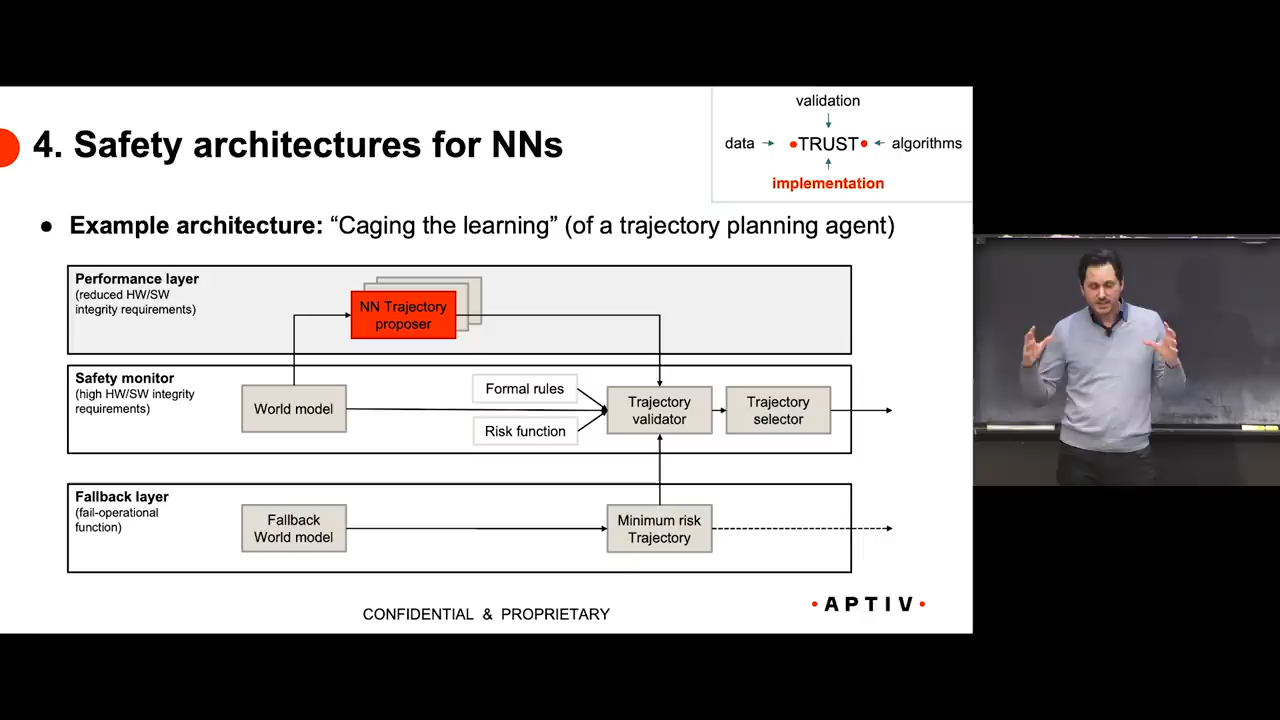 validation
data
TRUST
algorithms
implementation
4. Safety architectures for NNs
● Example architecture: “Caging the learning” (of a trajectory planning agent)
Performance layer
(reduced HW/SW
integrity requirements)
NN Trajectory
proposer
Safety monitor
(high HW/SW integrity
requirements)
World model
Formal rules
Risk function
Trajectory
validator
Trajectory
selector
Fallback layer
(fail-operational
function)
Fallback
World model
Minimum risk
Trajectory
CONFIDENTIAL & PROPRIETARY
• APTIV •